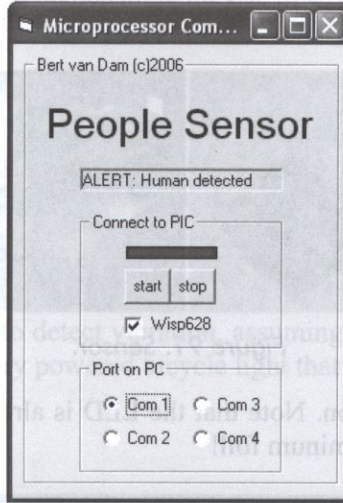 Microprocessor Com...
Bert van Dam (c)2006
People Sensor
ALERT: Human detected
Connect to PIC
start stop
Wisp628
Port on PC
Com 1 Com 3
Com 2 Com 4